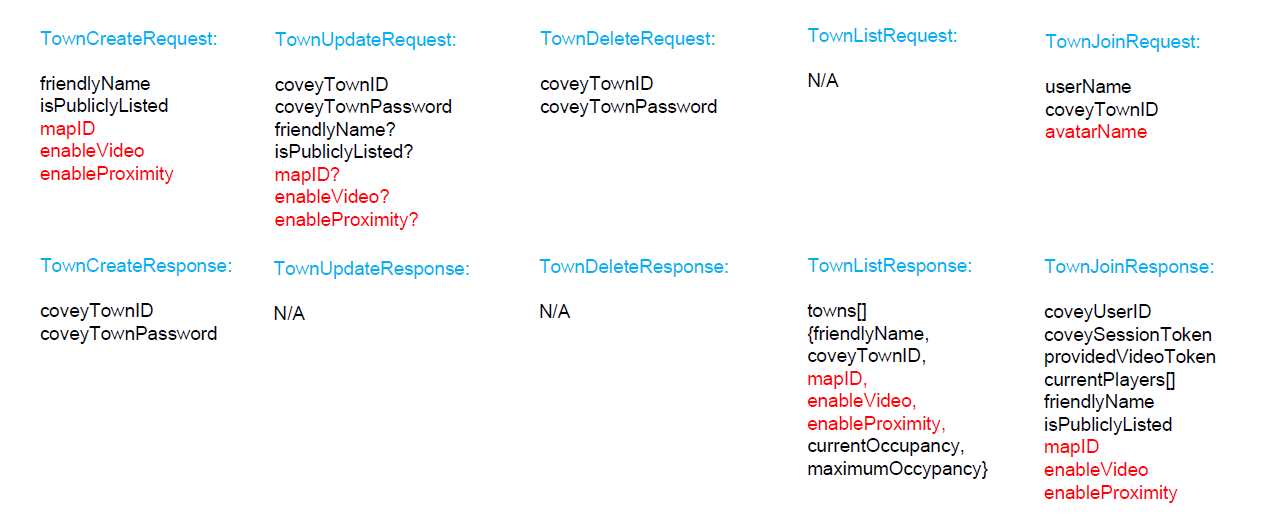 TownCreateRequest:
friendlyName
isPubliclyListed
mapID
enableVideo
enableProximity
TownUpdateRequest:
coveyTownID
coveyTownPassword
friendlyName?
isPubliclyListed?
mapID?
enableVideo?
enableProximity?
TownDeleteRequest:
coveyTownID
coveyTownPassword
TownListRequest:
N/A
TownJoinRequest:
userName
coveyTownID
avatarName
TownCreateResponse:
coveyTownID
coveyTownPassword
TownUpdateResponse:
N/A
TownDeleteResponse:
N/A
TownListResponse:
towns[]
{friendlyName,
coveyTownID,
mapID,
enableVideo,
enableProximity,
currentOccupancy,
maximumOccypancy}
TownJoinResponse:
coveyUserID
coveySessionToken
providedVideoToken
currentPlayers[]
friendlyName
isPubliclyListed
mapID
enableVideo
enableProximity